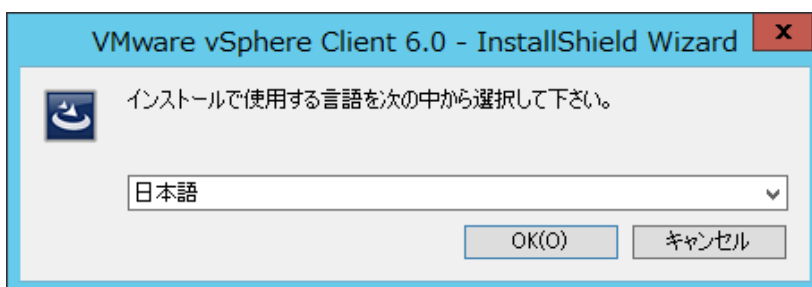 VMware vSphere Client 6.0 - InstallShield Wizard
インストールで使用する言語を次の中から選択して下さい。
日本語
OK(O)
キャンセル